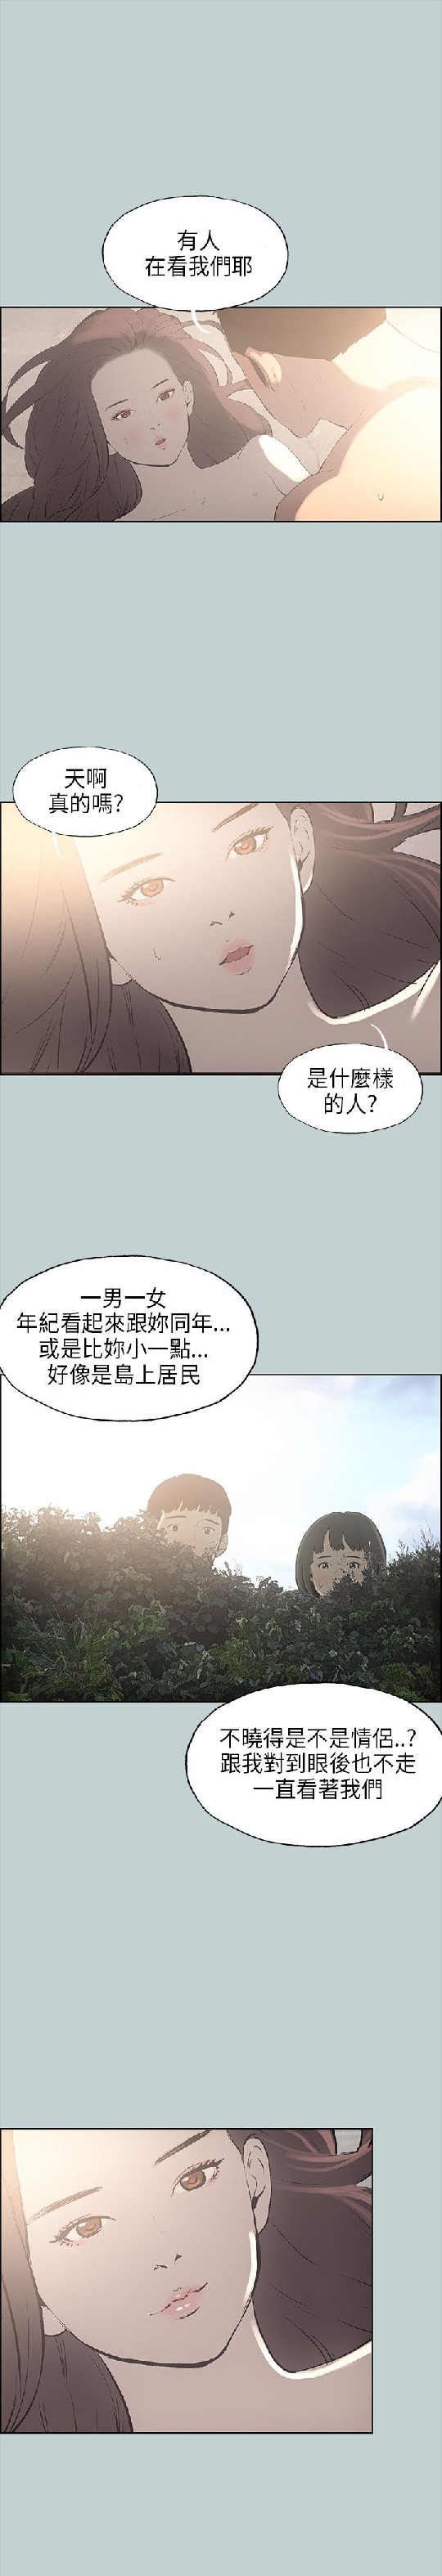 有人
在看我們耶
天啊
真的嗎?
是什麼樣
的人?
一男一女
年紀看起來跟妳同年...
或是比妳小一點...
好像是島上居民
不曉得是不是情侶..?
跟我對到眼後也不走
一直看著我們